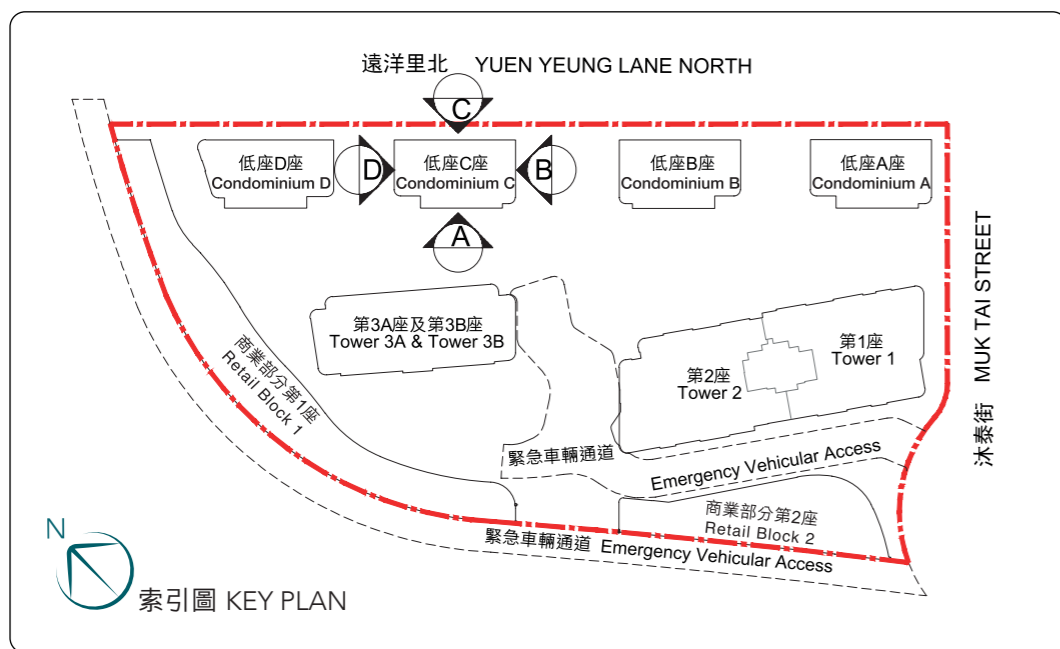 遠洋里北 YUEN YEUNG LANE NORTH
C
低座D座
Condominium D
D
低座C座
Condominium C
B
低座B座
Condominium B
低座A座
Condominium A
A
沐泰街 MUK TAI STREET
第3A座及第3B座
Tower 3A & Tower 3B
第1座
Tower 1
第2座
Tower 2
商業部分第1座
Retail Block 1
緊急車輛通道 Emergency Vehicular Access
商業部分第2座
Retail Block 2
緊急車輛通道 Emergency Vehicular Access
N
索引圖 KEY PLAN